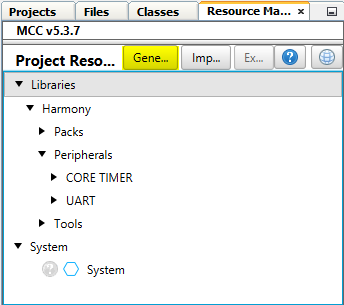 Projects Files Classes Resource Ma... ×
MCC v5.3.7
Project Reso... Gene... Imp... Ex... ?
Libraries
Harmony
Packs
Peripherals
CORE TIMER
UART
Tools
System
? System